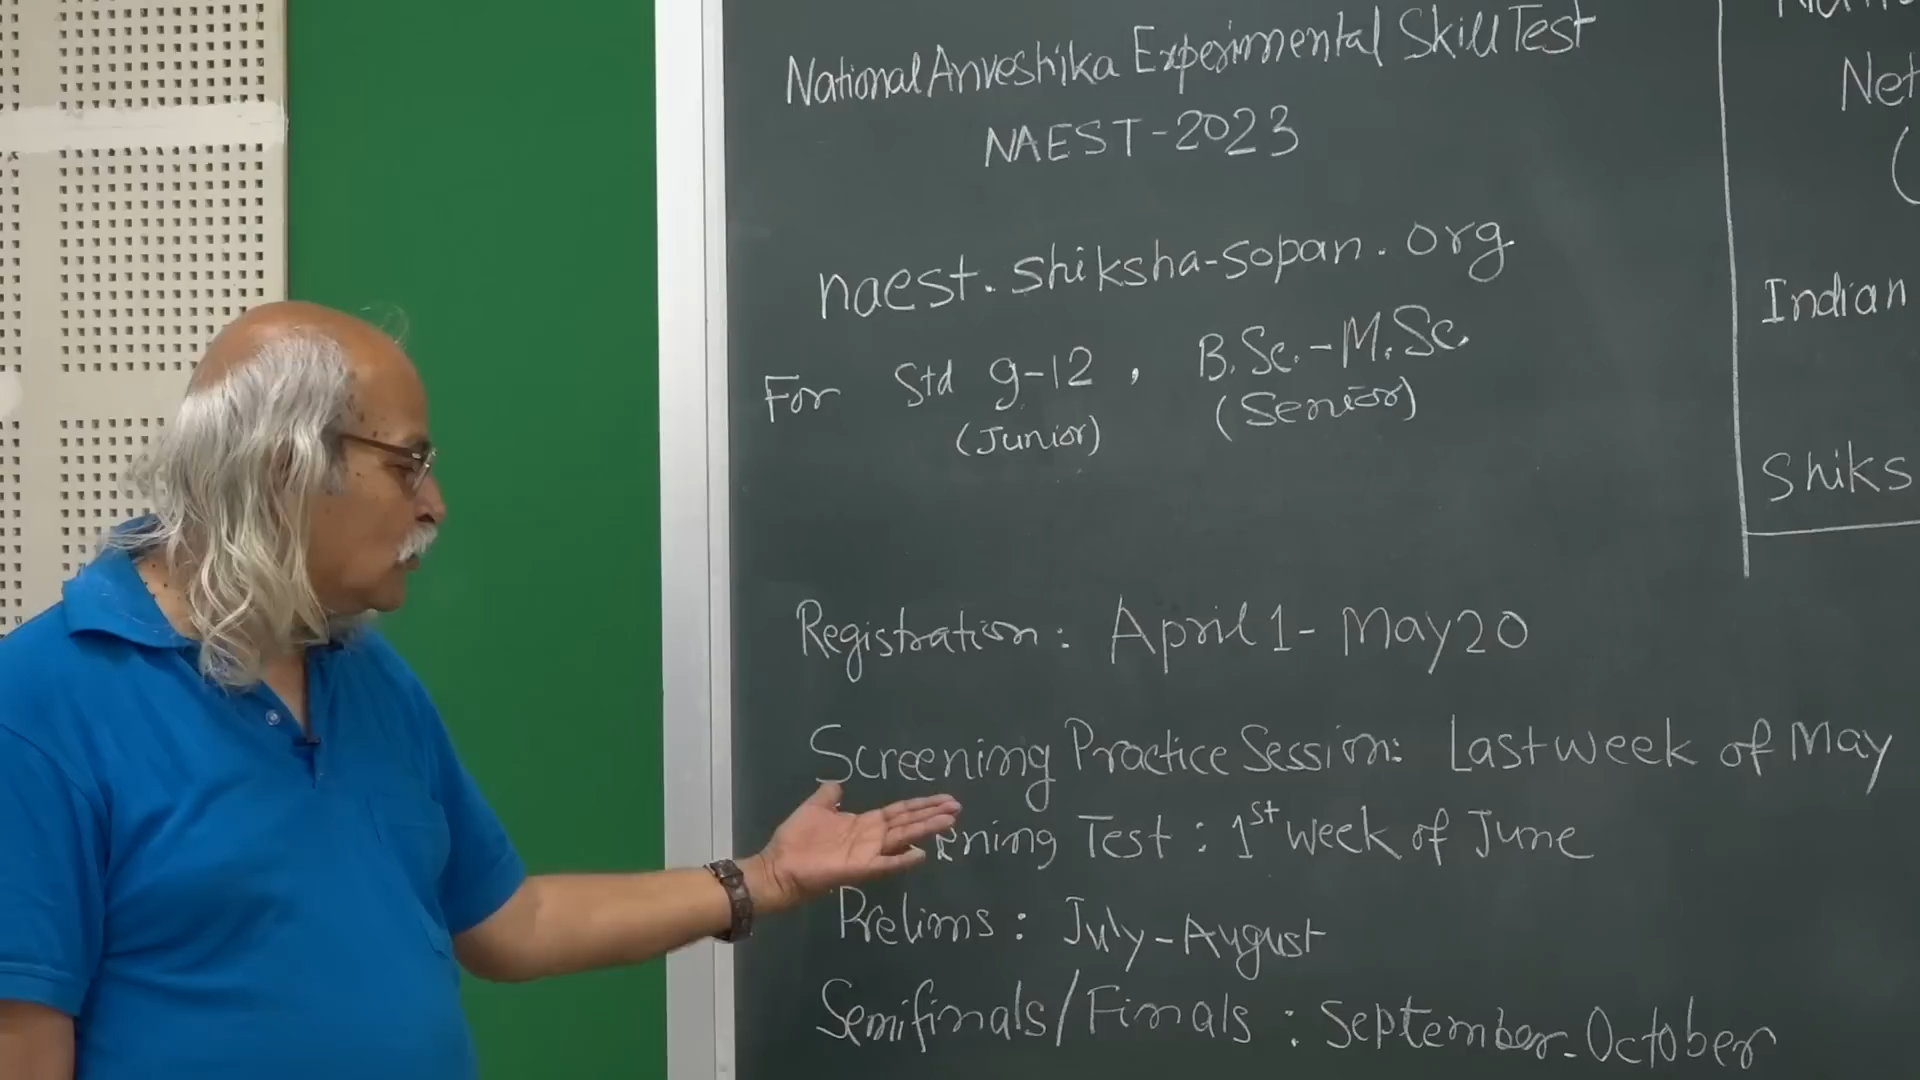 National Anveshika Experimental Skill Test
NAEST-2023
naest.shiksha-sopan.org
For Std 9-12, B.Sc.-M.Sc.
(Junior) (Senior)
Registration: April 1 - May 20
Screening Practice Session: Last week of May
ening Test: 1st week of June
Prelims: July-August
Semifinals/Finals: September-October
Net
(
Indian
Shiks